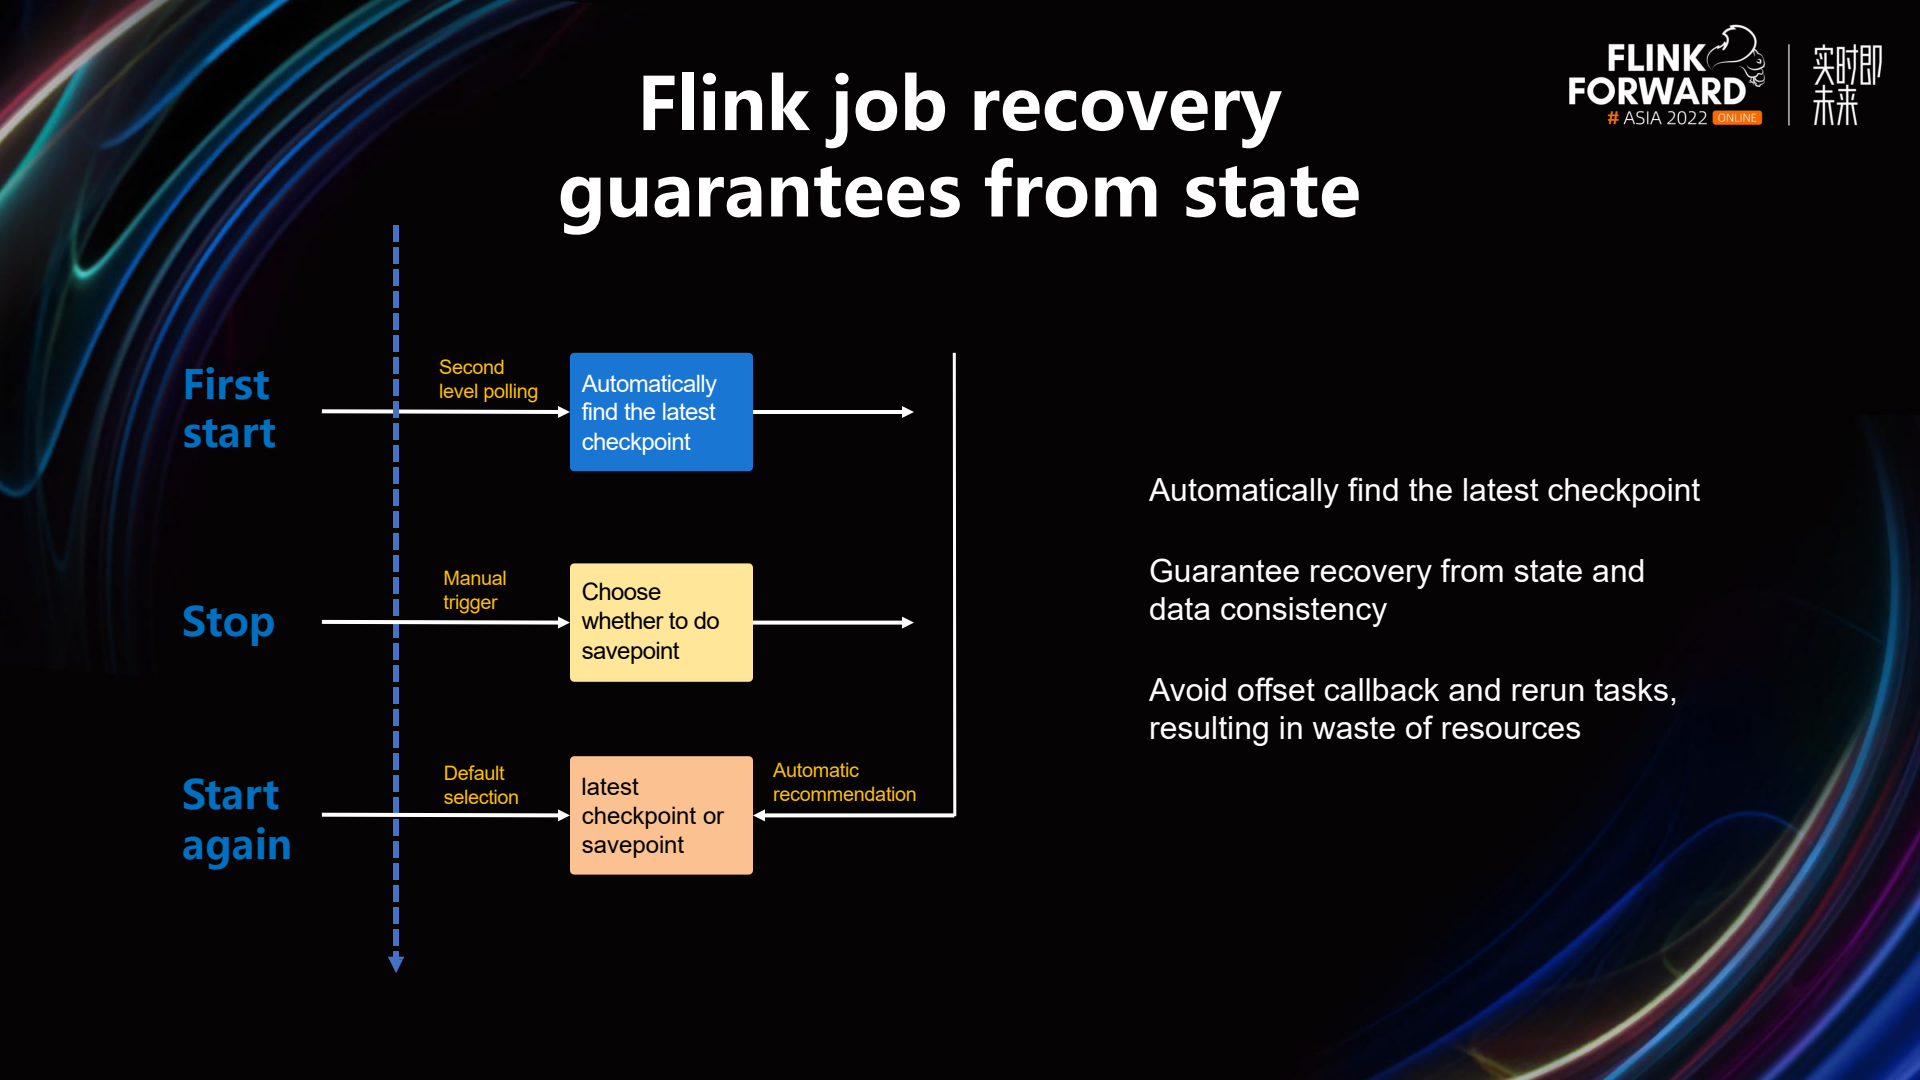 FLINK
FORWARD
# ASIA 2022 ONLINE
实时即
未来
Flink job recovery
guarantees from state
First
start
Second
level polling
Automatically
find the latest
checkpoint
Stop
Manual
trigger
Choose
whether to do
savepoint
Start
again
Default
selection
latest
checkpoint or
savepoint
Automatic
recommendation
Automatically find the latest checkpoint
Guarantee recovery from state and
data consistency
Avoid offset callback and rerun tasks,
resulting in waste of resources